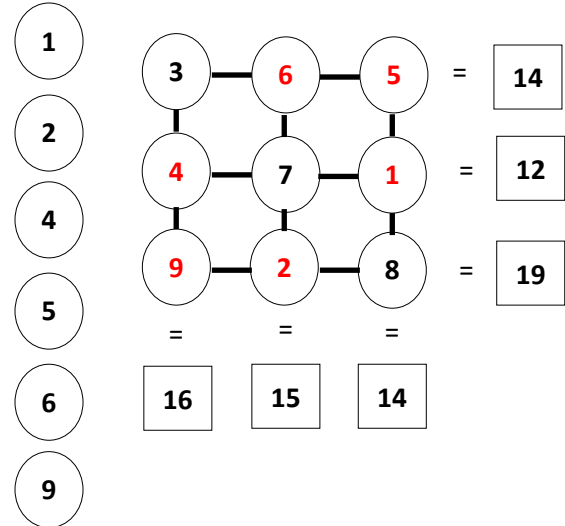 1
2
4
5
6
9
3 6 5 = 14
4 7 1 = 12
9 2 8 = 19
= = =
16 15 14